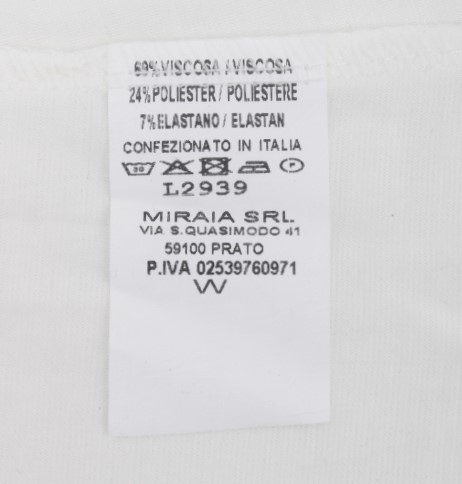 69% VISCOSA / VISCOSA
24% POLIESTER / POLIESTERE
7% ELASTANO / ELASTAN
CONFEZIONATO IN ITALIA
30 P
L2939
MIRAIA SRL
VIA S.QUASIMODO 41
59100 PRATO
P.IVA 02539760971
W